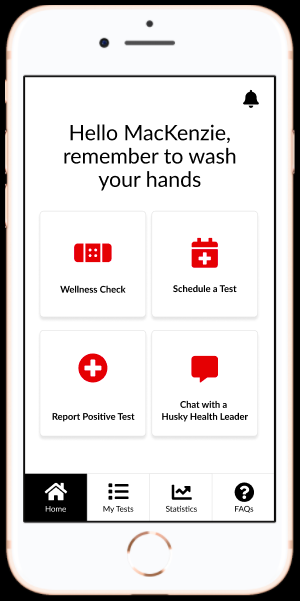 Hello MacKenzie,
remember to wash
your hands
Wellness Check
Schedule a Test
Report Positive Test
Chat with a
Husky Health Leader
Home
My Tests
Statistics
FAQs